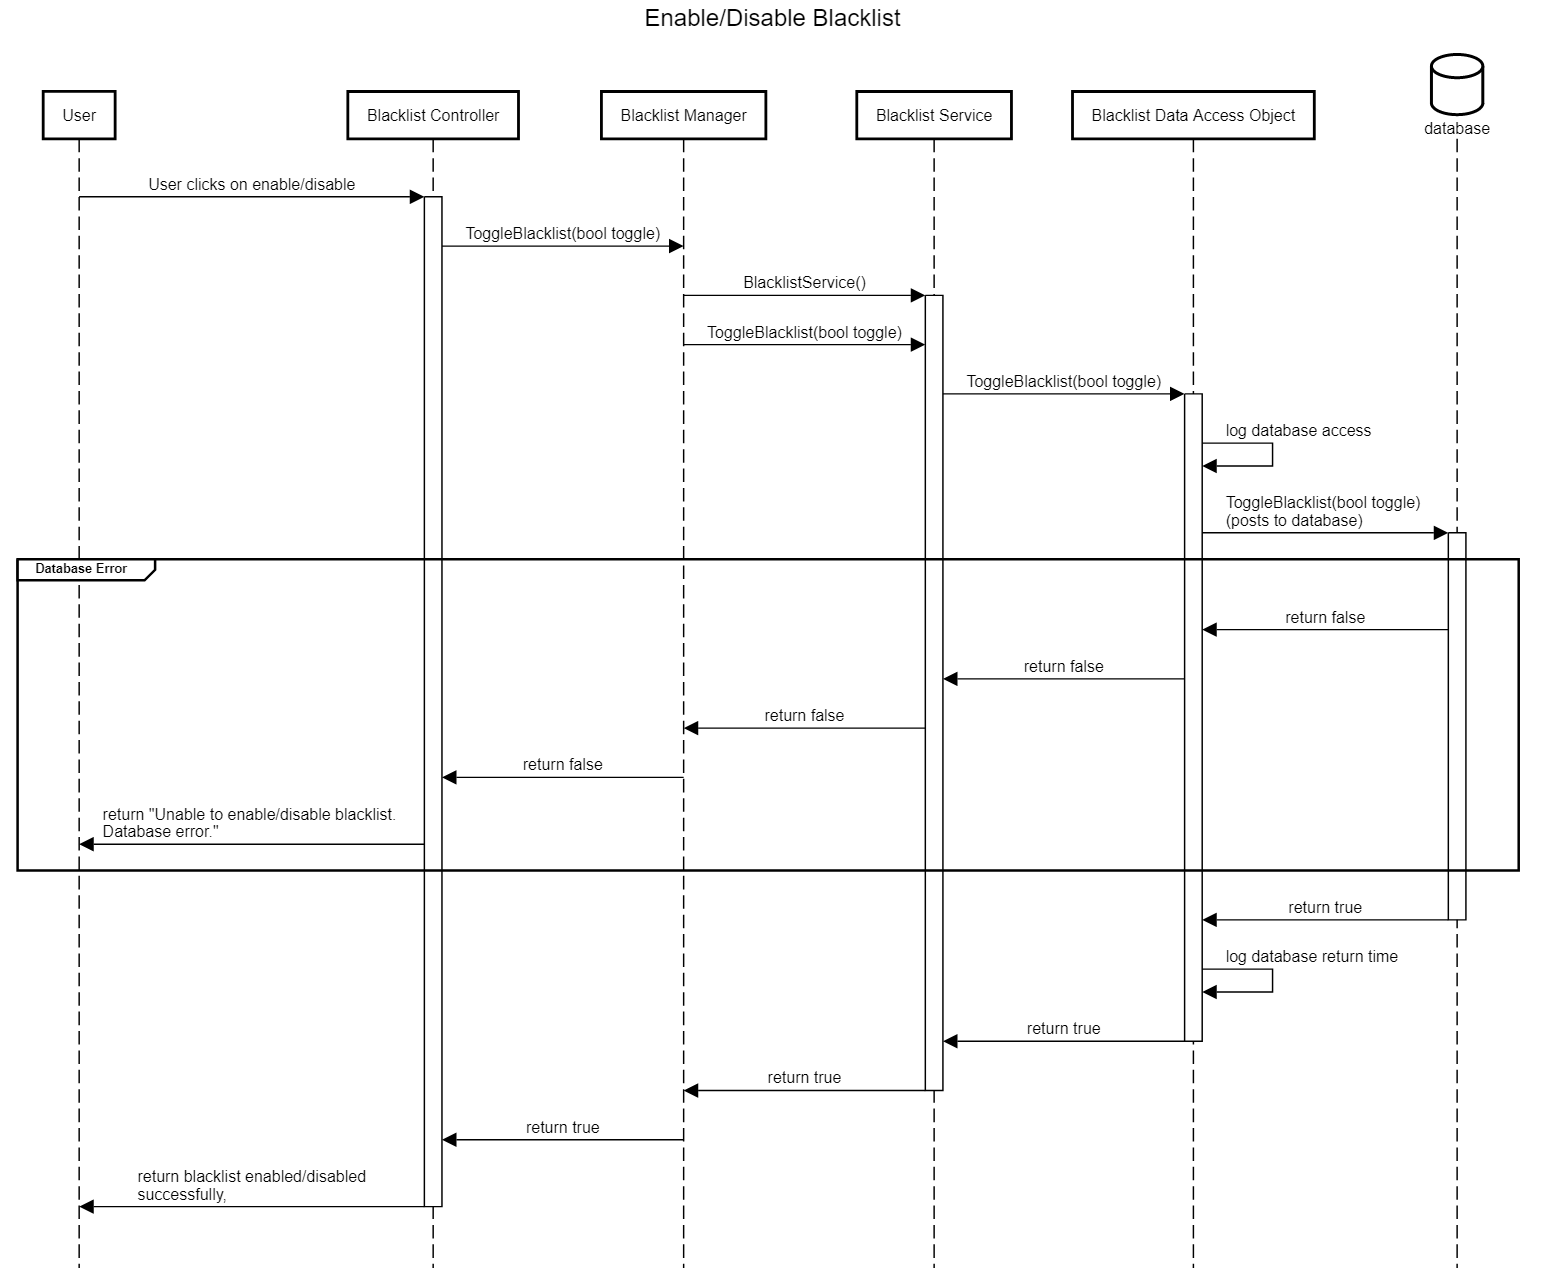 Enable/Disable Blacklist
User
Blacklist Controller
Blacklist Manager
Blacklist Service
Blacklist Data Access Object
database
User clicks on enable/disable
ToggleBlacklist(bool toggle)
BlacklistService()
ToggleBlacklist(bool toggle)
ToggleBlacklist(bool toggle)
log database access
ToggleBlacklist(bool toggle)
(posts to database)
Database Error
return false
return false
return false
return false
return "Unable to enable/disable blacklist.
Database error."
return true
log database return time
return true
return true
return true
return blacklist enabled/disabled
successfully,